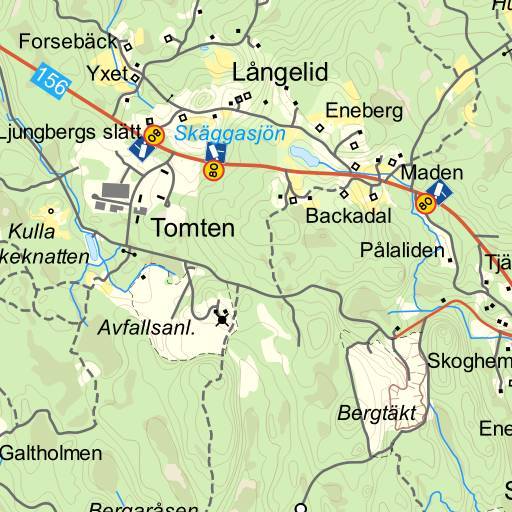 Forsebäck
Yxet
Långelid
156
Eneberg
Ljungbergs slätt
80
Skäggasjön
80
Maden
80
Backadal
Kulla
keknatten
Tomten
Pålaliden
Tjä
Avfallsanl.
Skoghem
Bergtäkt
Ene
Galtholmen
Bergaråsen
S